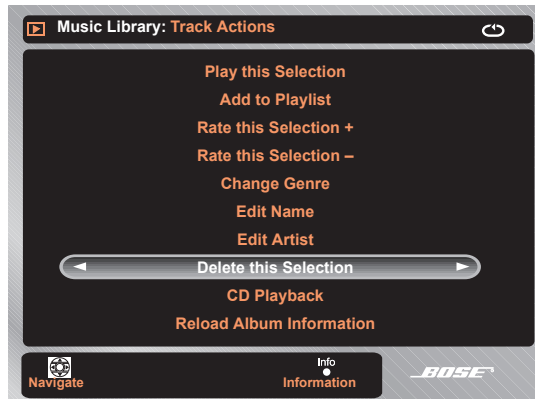 Music Library: Track Actions
Play this Selection
Add to Playlist
Rate this Selection +
Rate this Selection –
Change Genre
Edit Name
Edit Artist
Delete this Selection
CD Playback
Reload Album Information
Navigate
Info
Information
BOSE